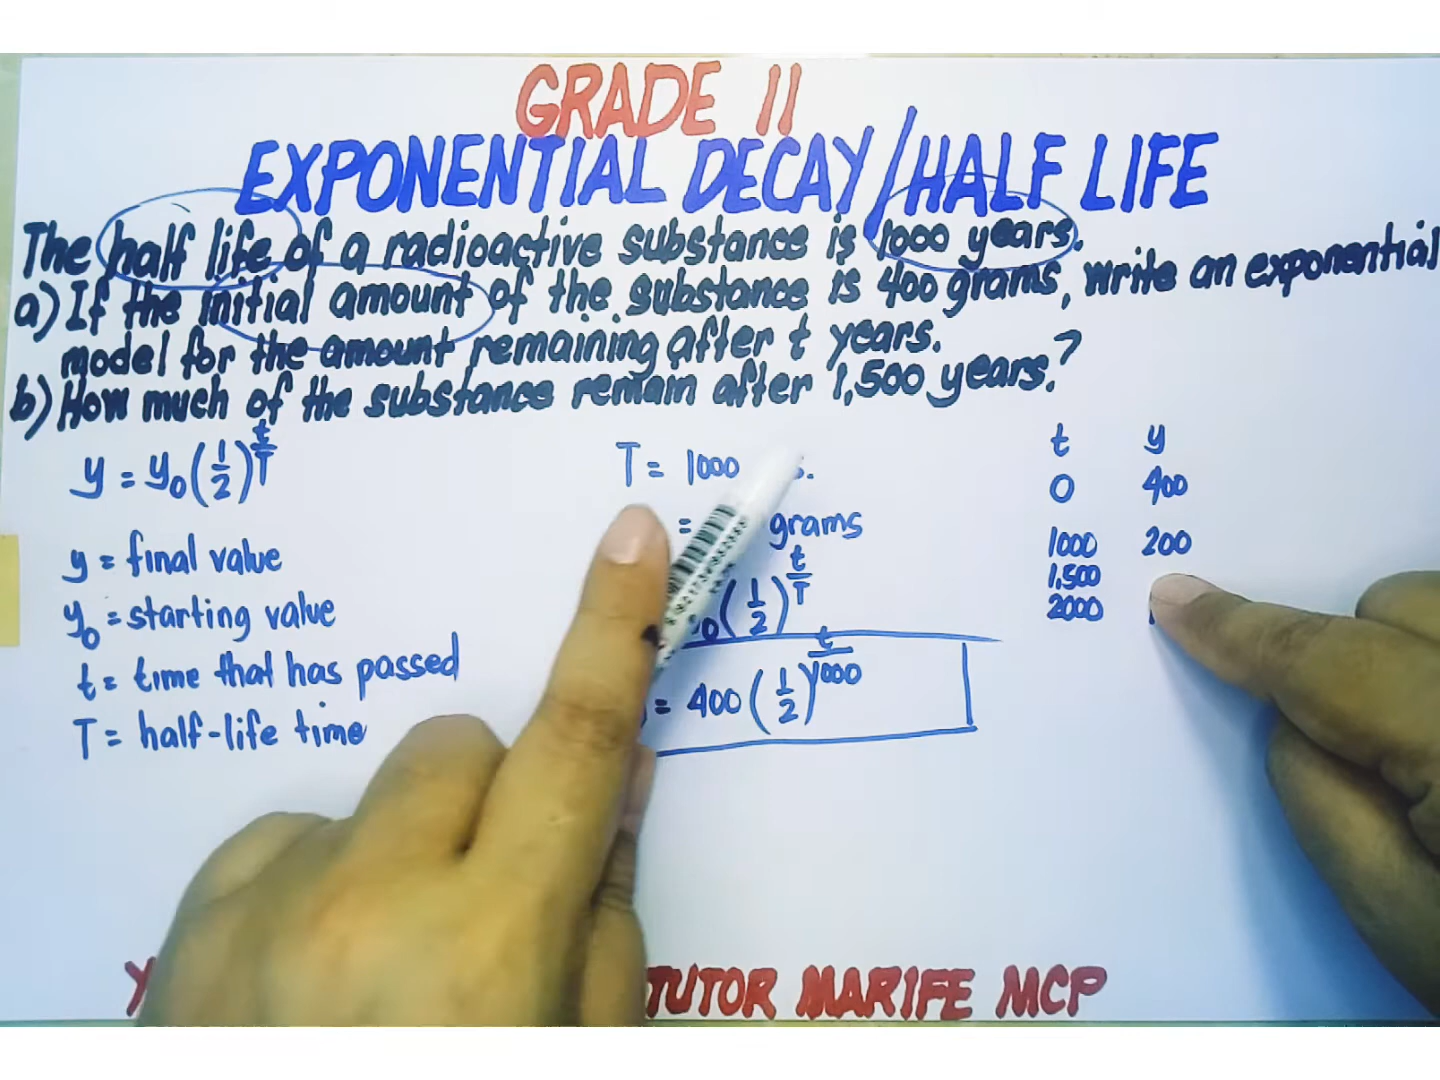 GRADE 11
EXPONENTIAL DECAY/HALF LIFE
The half life of a radioactive substance is 1000 years.
a) If the initial amount of the substance is 400 grams, write an exponential
model for the amount remaining after t years.
b) How much of the substance remain after 1,500 years?
y = y₀(1/2)^(t/T)
y = final value
y₀ = starting value
t = time that has passed
T = half-life time
T = 1000
= grams
₀(1/2)^(t/T)
= 400(1/2)^(t/1000)
t y
0 400
1000 200
1,500
2000
TUTOR MARIFE MCP